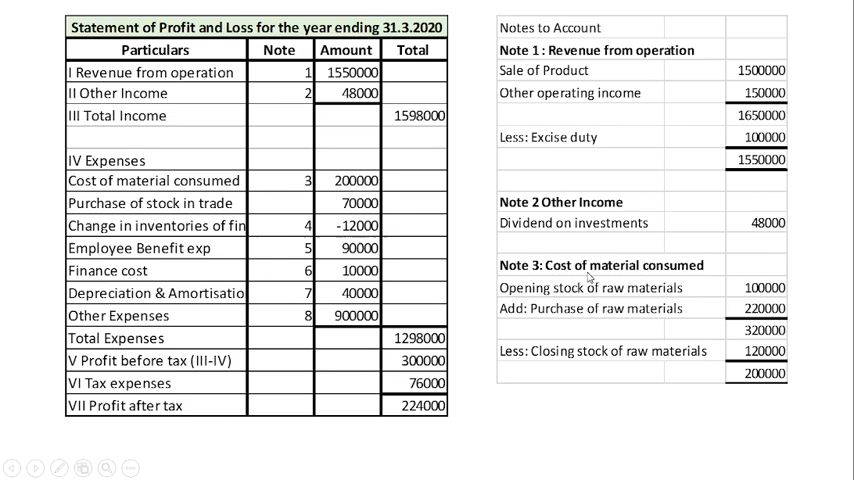 Statement of Profit and Loss for the year ending 31.3.2020
Particulars Note Amount Total
I Revenue from operation 1 1550000
II Other Income 2 48000
III Total Income 1598000
IV Expenses
Cost of material consumed 3 200000
Purchase of stock in trade 70000
Change in inventories of fin 4 -12000
Employee Benefit exp 5 90000
Finance cost 6 10000
Depreciation & Amortisatio 7 40000
Other Expenses 8 900000
Total Expenses 1298000
V Profit before tax (III-IV) 300000
VI Tax expenses 76000
VII Profit after tax 224000
Notes to Account
Note 1 : Revenue from operation
Sale of Product 1500000
Other operating income 150000
1650000
Less: Excise duty 100000
1550000
Note 2 Other Income
Dividend on investments 48000
Note 3: Cost of material consumed
Opening stock of raw materials 100000
Add: Purchase of raw materials 220000
320000
Less: Closing stock of raw materials 120000
200000